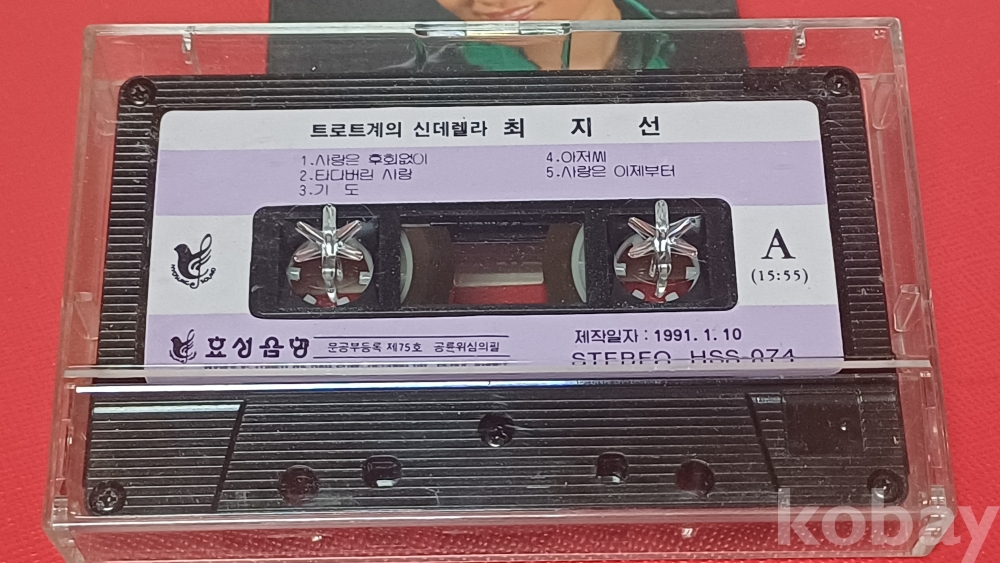 트로트계의 신데렐라 최 지 선
1.사랑은 후회없이
2.타다버린 사랑
3.기 도
4.아저씨
5.사랑은 이제부터
A
(15:55)
HYOSUNG SOUND
효성음향 문공부등록 제75호 공륜위심의필
제작일자 : 1991. 1. 10
STEREO HSS-074
kobay